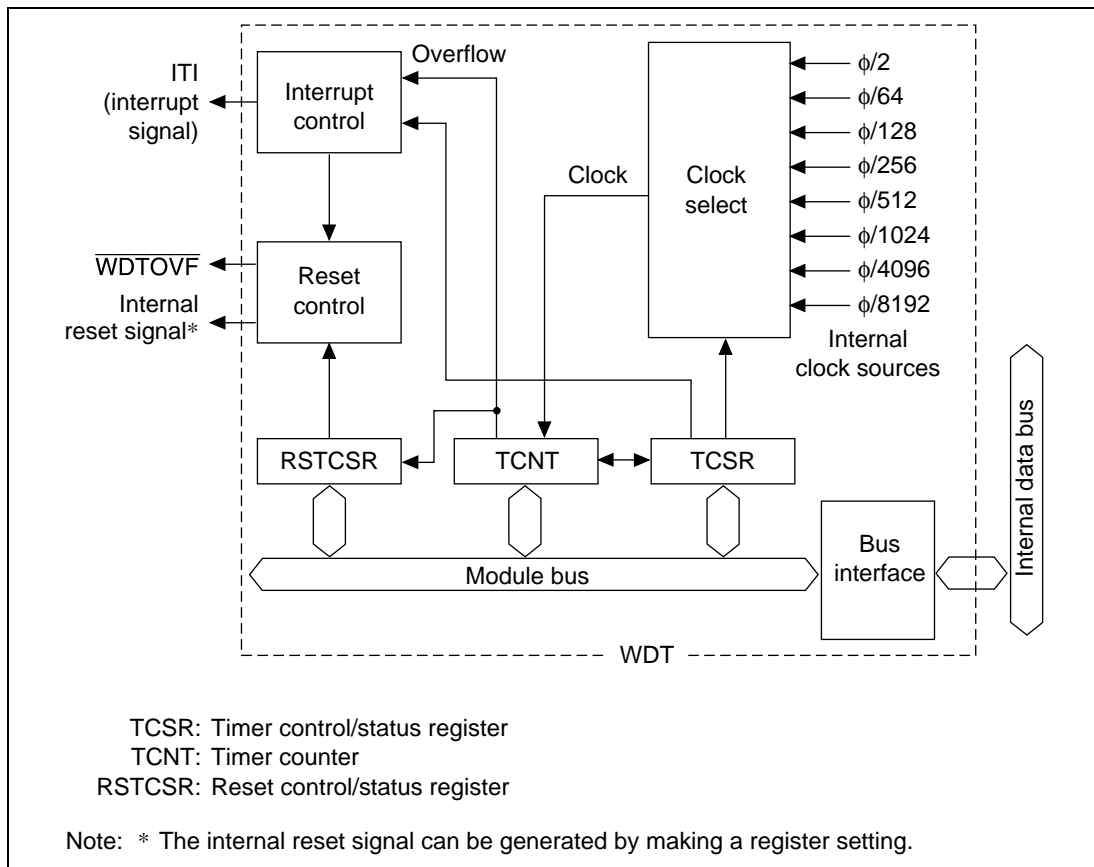 Overflow
ITI
(interrupt
signal)
Interrupt
control
Clock
Clock
select
ϕ/2
ϕ/64
ϕ/128
ϕ/256
ϕ/512
ϕ/1024
ϕ/4096
ϕ/8192
Internal
clock sources
WDTOVF
Internal
reset signal*
Reset
control
RSTCSR
TCNT
TCSR
Module bus
Bus
interface
Internal data bus
WDT
TCSR: Timer control/status register
TCNT: Timer counter
RSTCSR: Reset control/status register
Note: * The internal reset signal can be generated by making a register setting.